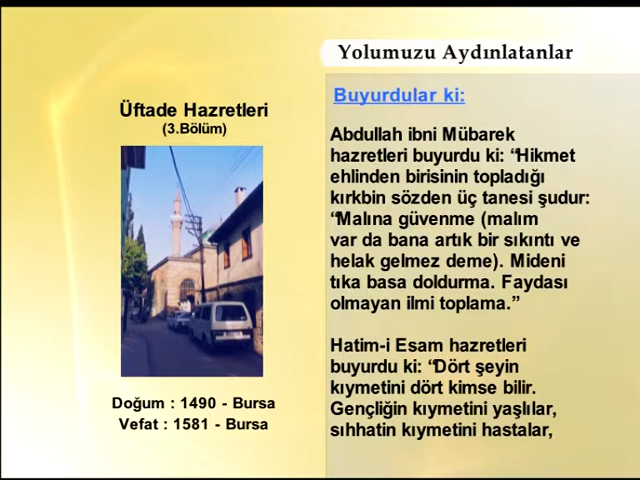 Yolumuzu Aydınlatanlar
Üftade Hazretleri
(3.Bölüm)
Doğum : 1490 - Bursa
Vefat : 1581 - Bursa
Buyurdular ki:
Abdullah ibni Mübarek
hazretleri buyurdu ki: “Hikmet
ehlinden birisinin topladığı
kırkbin sözden üç tanesi şudur:
“Malına güvenme (malım
var da bana artık bir sıkıntı ve
helak gelmez deme). Mideni
tıka basa doldurma. Faydası
olmayan ilmi toplama.”
Hatim-i Esam hazretleri
buyurdu ki: “Dört şeyin
kıymetini dört kimse bilir.
Gençliğin kıymetini yaşlılar,
sıhhatin kıymetini hastalar,